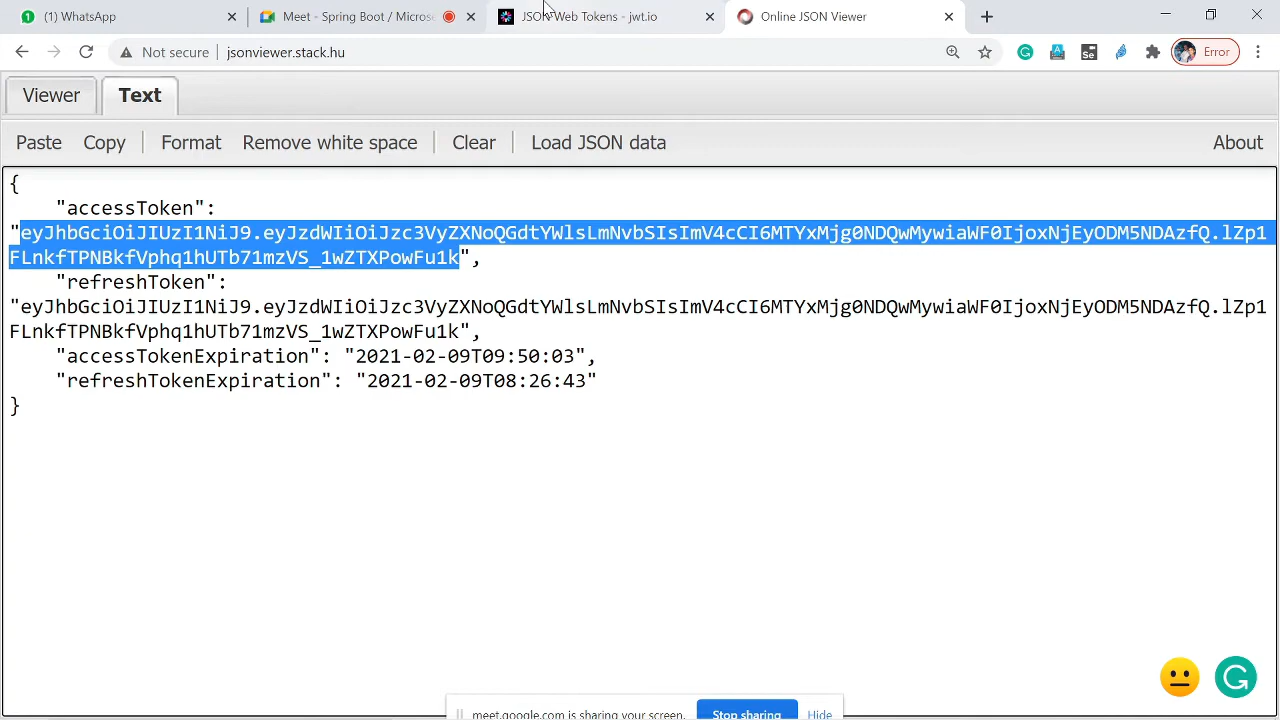 (1) WhatsApp
Meet - Spring Boot / Micros
JSON Web Tokens - jwt.io
Online JSON Viewer
Not secure | jsonviewer.stack.hu
Error
Viewer
Text
Paste Copy Format Remove white space Clear Load JSON data About
{
"accessToken":
"eyJhbGciOiJIUzI1NiJ9.eyJzdWIiOiJzc3VyZXNoQGdtYWlsLmNvbSIsImV4cCI6MTYxMjg0NDQwMywiaWF0IjoxNjEyODM5NDAzfQ.lZp1
FLnkfTPNBkfVphq1hUTb71mzVS_1wZTXPowFu1k",
"refreshToken":
"eyJhbGciOiJIUzI1NiJ9.eyJzdWIiOiJzc3VyZXNoQGdtYWlsLmNvbSIsImV4cCI6MTYxMjg0NDQwMywiaWF0IjoxNjEyODM5NDAzfQ.lZp1
FLnkfTPNBkfVphq1hUTb71mzVS_1wZTXPowFu1k",
"accessTokenExpiration": "2021-02-09T09:50:03",
"refreshTokenExpiration": "2021-02-09T08:26:43"
}
meet.google.com is sharing your screen. Stop sharing Hide